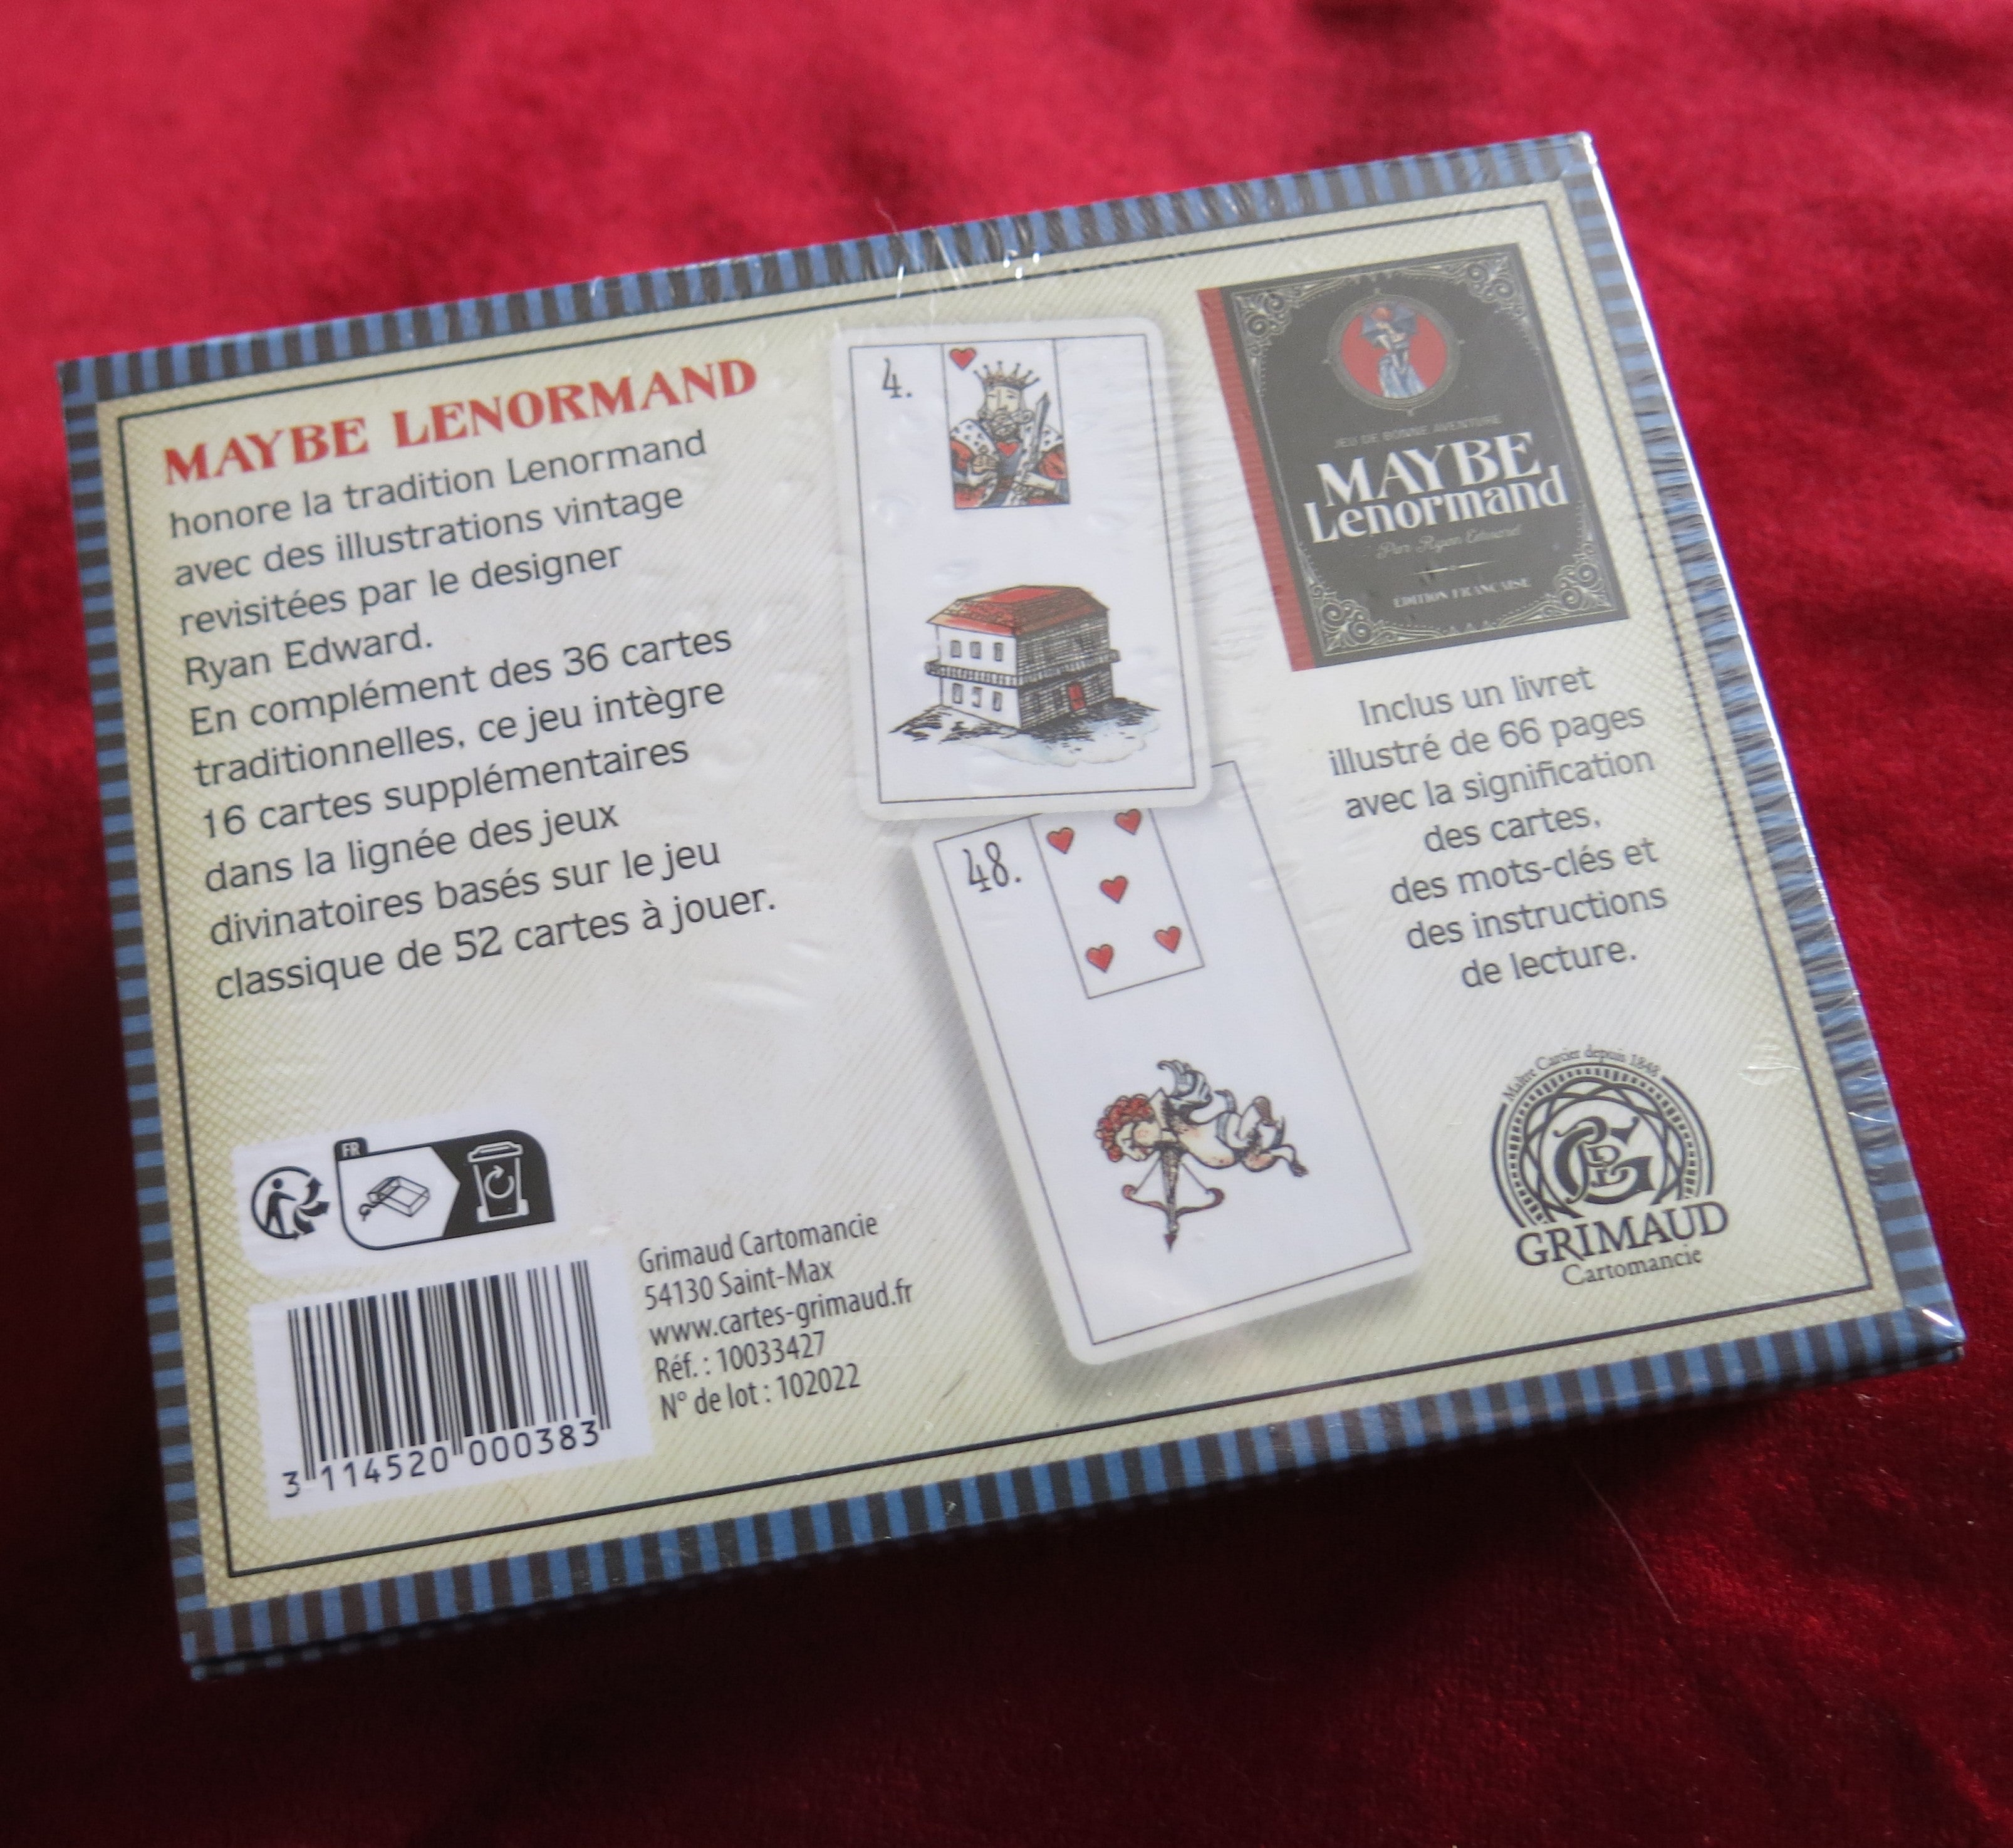 MAYBE LENORMAND
honore la tradition Lenormand
avec des illustrations vintage
revisitées par le designer
Ryan Edward.
En complément des 36 cartes
traditionnelles, ce jeu intègre
16 cartes supplémentaires
dans la lignée des jeux
divinatoires basés sur le jeu
classique de 52 cartes à jouer.
4.
48.
JEU DE BONNE AVENTURE
MAYBE
Lenormand
Par Ryan Edward
ÉDITION FRANÇAISE
Inclus un livret
illustré de 66 pages
avec la signification
des cartes,
des mots-clés et
des instructions
de lecture.
Maître Cartier depuis 1848
GRIMAUD
Cartomancie
FR
Grimaud Cartomancie
54130 Saint-Max
www.cartes-grimaud.fr
Réf. : 10033427
N° de lot : 102022
3 114520 000383